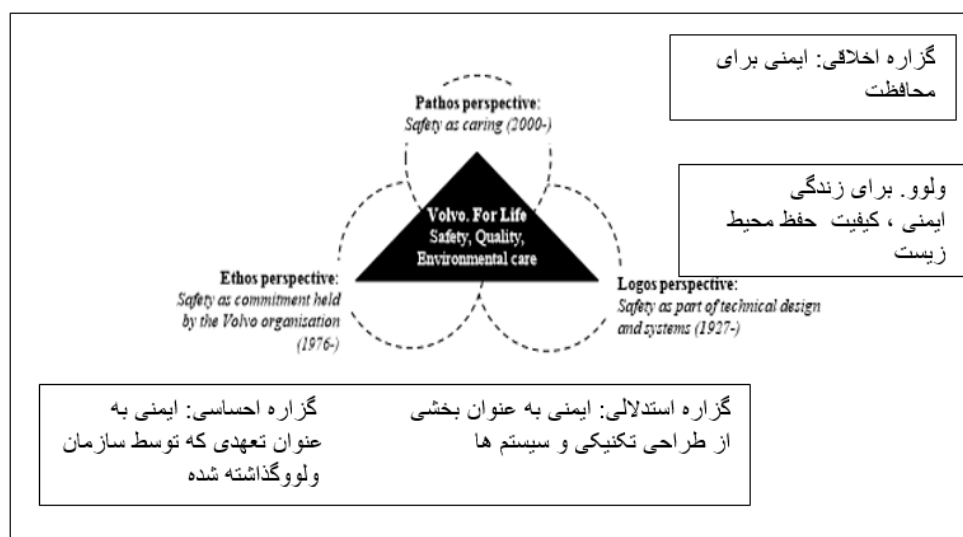 گزاره اخلاقی: ایمنی برای
محافظت
Pathos perspective:
Safety as caring (2000-)
ولوو. برای زندگی
ایمنی ، کیفیت حفظ محیط
زیست
Volvo. For Life
Safety, Quality,
Environmental care
Ethos perspective:
Safety as commitment held
by the Volvo organisation
(1976-)
Logos perspective:
Safety as part of technical design
and systems (1927-)
گزاره استدلالی: ایمنی به عنوان بخشی
از طراحی تکنیکی و سیستم ها
گزاره احساسی: ایمنی به
عنوان تعهدی که توسط سازمان
ولووگذاشته شده